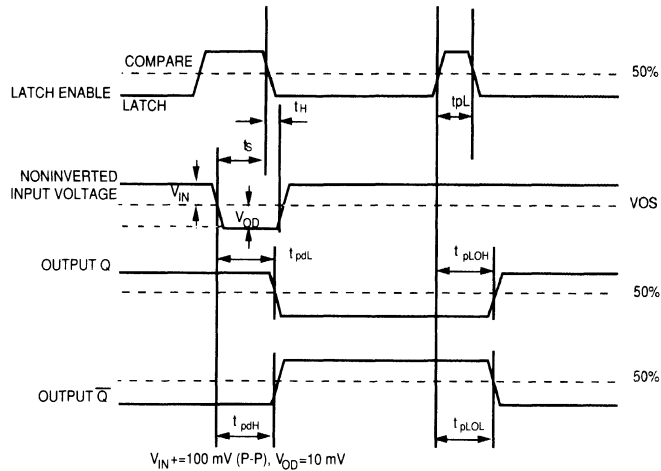 COMPARE
50%
LATCH ENABLE
LATCH
tH
tpL
tS
NONINVERTED
INPUT VOLTAGE
VIN
VOS
VOD
tpdL
tpLOH
OUTPUT Q
50%
50%
OUTPUT Q̅
tpdH
tpLOL
VIN+=100 mV (P-P), VOD=10 mV